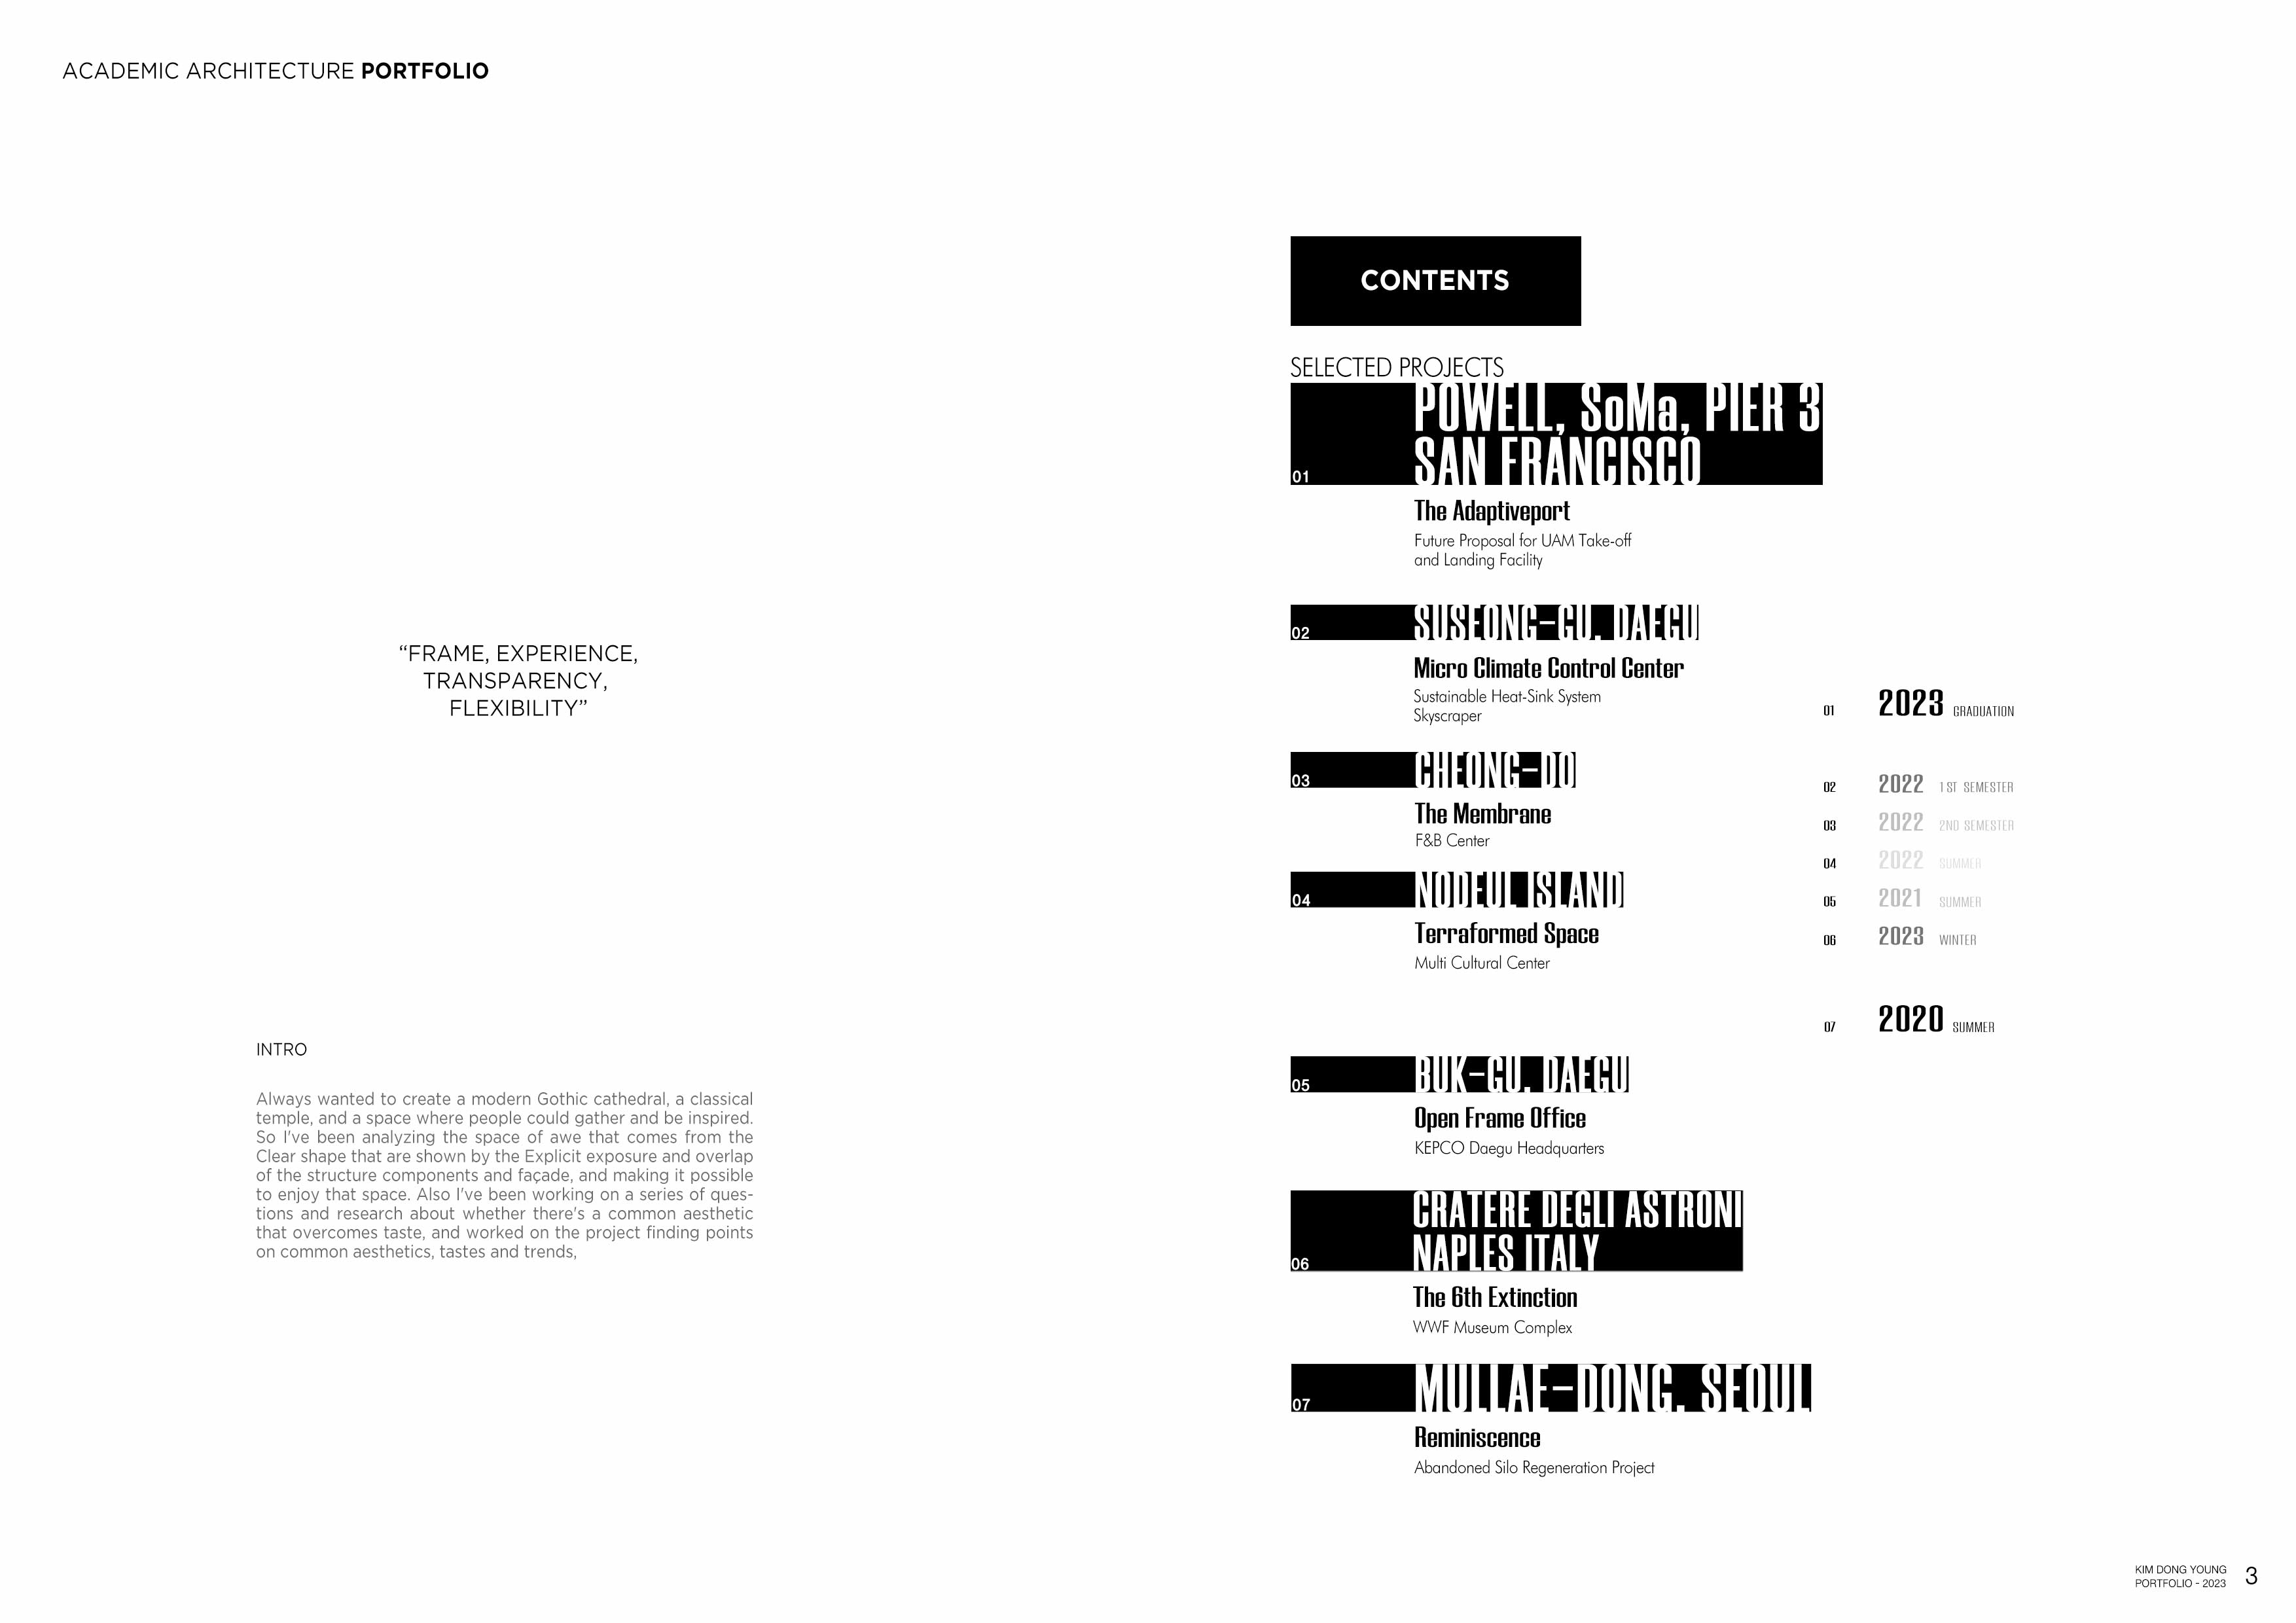 ACADEMIC ARCHITECTURE PORTFOLIO
“FRAME, EXPERIENCE,
TRANSPARENCY,
FLEXIBILITY”
INTRO
Always wanted to create a modern Gothic cathedral, a classical
temple, and a space where people could gather and be inspired.
So I've been analyzing the space of awe that comes from the
Clear shape that are shown by the Explicit exposure and overlap
of the structure components and façade, and making it possible
to enjoy that space. Also I've been working on a series of ques-
tions and research about whether there's a common aesthetic
that overcomes taste, and worked on the project finding points
on common aesthetics, tastes and trends,
CONTENTS
SELECTED PROJECTS
POWELL, SoMa, PIER 3
01 SAN FRANCISCO
The Adaptiveport
Future Proposal for UAM Take-off
and Landing Facility
02 SUSEONG-GU, DAEGU
Micro Climate Control Center
Sustainable Heat-Sink System
Skyscraper
03 CHEONG-DO
The Membrane
F&B Center
04 NODEUL ISLAND
Terraformed Space
Multi Cultural Center
05 BUK-GU, DAEGU
Open Frame Office
KEPCO Daegu Headquarters
CRATERE DEGLI ASTRONI
06 NAPLES ITALY
The 6th Extinction
WWF Museum Complex
07 MULLAE-DONG, SEOUL
Reminiscence
Abandoned Silo Regeneration Project
01 2023 GRADUATION
02 2022 1 ST SEMESTER
03 2022 2ND SEMESTER
04 2022 SUMMER
05 2021 SUMMER
06 2023 WINTER
07 2020 SUMMER
KIM DONG YOUNG
PORTFOLIO - 2023
3